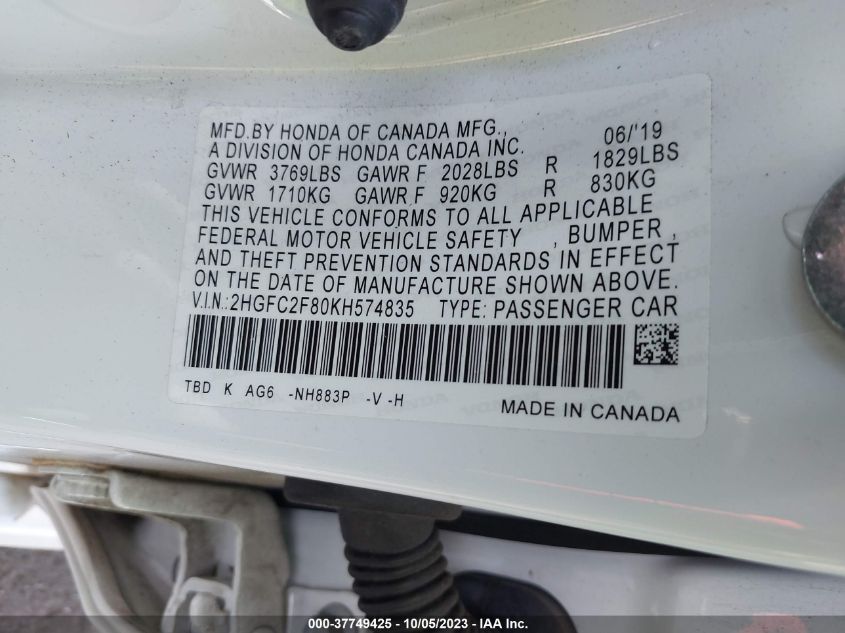 MFD.BY HONDA OF CANADA MFG., 06/'19
A DIVISION OF HONDA CANADA INC.
GVWR 3769LBS GAWR F 2028LBS R 1829LBS
GVWR 1710KG GAWR F 920KG R 830KG
THIS VEHICLE CONFORMS TO ALL APPLICABLE
FEDERAL MOTOR VEHICLE SAFETY , BUMPER ,
AND THEFT PREVENTION STANDARDS IN EFFECT
ON THE DATE OF MANUFACTURE SHOWN ABOVE.
V.I.N.:2HGFC2F80KH574835 TYPE: PASSENGER CAR
TBD K AG6 -NH883P -V -H
MADE IN CANADA
000-37749425 - 10/05/2023 - IAA Inc.